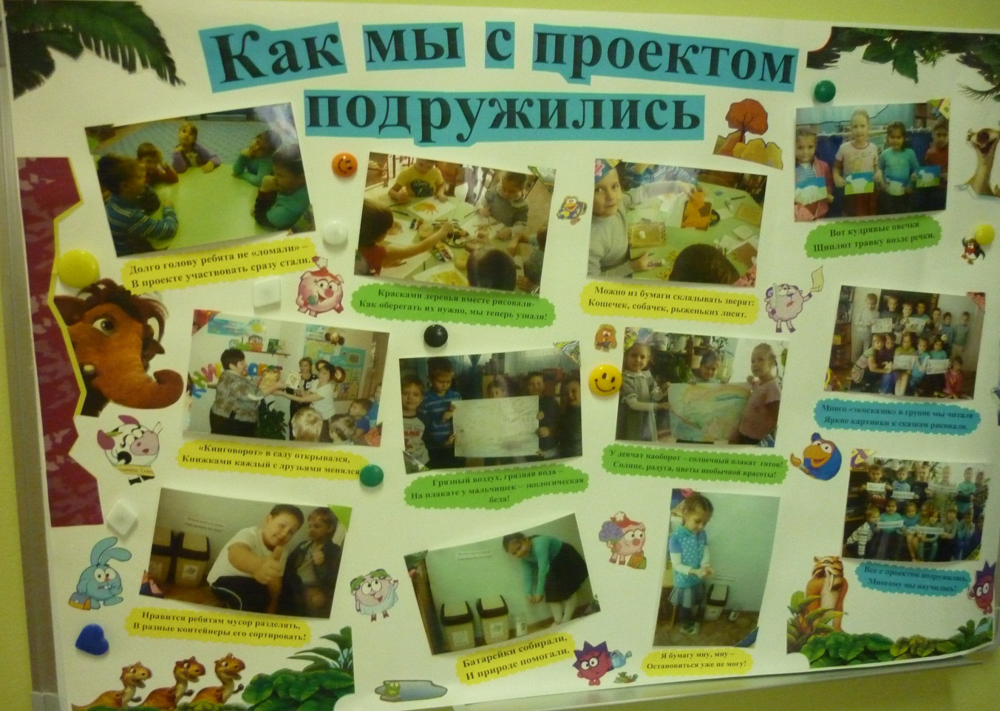 Как мы с проектом
подружились
Долго голову ребята не «ломали» –
В проекте участвовать сразу стали.
Красками деревья вместе рисовали-
Как оберегать их нужно, мы теперь узнали!
Можно из бумаги складывать зверят:
Кошечек, собачек, рыженьких лисят.
Вот кудрявые овечки
Щиплют травку возле речки.
«Книговорот» в саду открывался,
Книжками каждый с друзьями менялся
Грязный воздух, грязная вода –
На плакате у мальчишек – экологическая
беда!
У девчат наоборот – солнечный плакат готов!
Солнце, радуга, цветы необычной красоты!
Много «экосказок» в группе мы читали
Яркие картинки к сказкам рисовали.
Нравится ребятам мусор разделять,
В разные контейнеры его сортировать!
Батарейки собирали,
И природе помогали.
Я бумагу мну, мну –
Остановиться уже не могу!
Все с проектом подружились,
Многому мы научились!